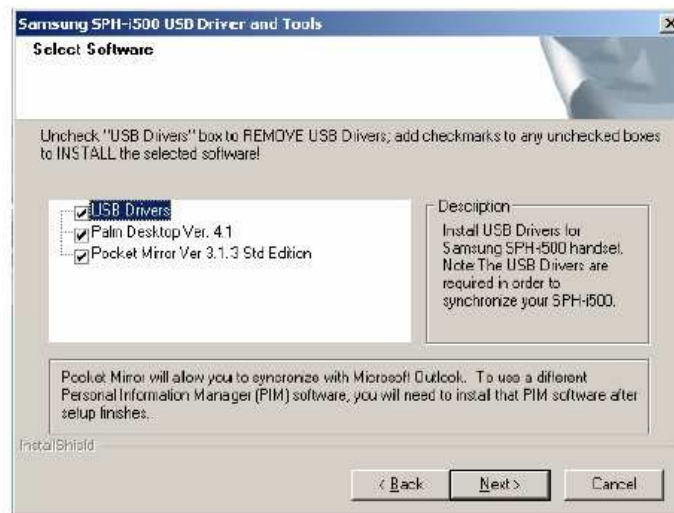 Samsung SPH-i500 USB Driver and Tools
Select Software
Uncheck "USB Drivers" box to REMOVE USB Drivers; add checkmarks to any unchecked boxes
to INSTALL the selected software!
USB Drivers
Palm Desktop Ver. 4.1
Pocket Mirror Ver 3.1.3 Std Edition
Description
Install USB Drivers for
Samsung SPH-i500 handset.
Note: The USB Drivers are
required in order to
synchronize your SPH-i500.
Pocket Mirror will allow you to syncronize with Microsoft Outlook. To use a different
Personal Information Manager (PIM) software, you will need to install that PIM software after
setup finishes.
InstallShield
< Back
Next >
Cancel